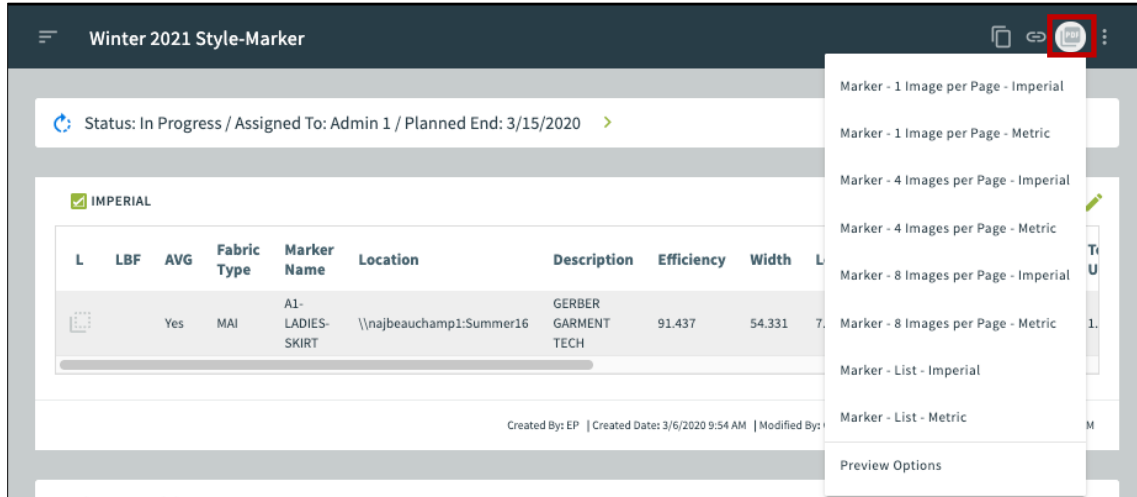 Winter 2021 Style-Marker
PDF
Marker - 1 Image per Page - Imperial
Marker - 1 Image per Page - Metric
Marker - 4 Images per Page - Imperial
Marker - 4 Images per Page - Metric
Marker - 8 Images per Page - Imperial
Marker - 8 Images per Page - Metric
Marker - List - Imperial
Marker - List - Metric
Preview Options
Status: In Progress / Assigned To: Admin 1 / Planned End: 3/15/2020
IMPERIAL
L LBF AVG Fabric Type Marker Name Location Description Efficiency Width
Yes MAI A1-
LADIES-
SKIRT
\\najbeauchamp1:Summer16
GERBER
GARMENT
TECH
91.437 54.331 7.
1.
Created By: EP | Created Date: 3/6/2020 9:54 AM | Modified By:
M